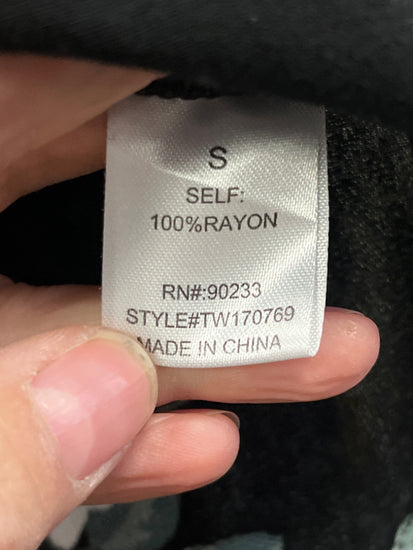 S
SELF:
100%RAYON
RN#:90233
STYLE#TW170769
MADE IN CHINA